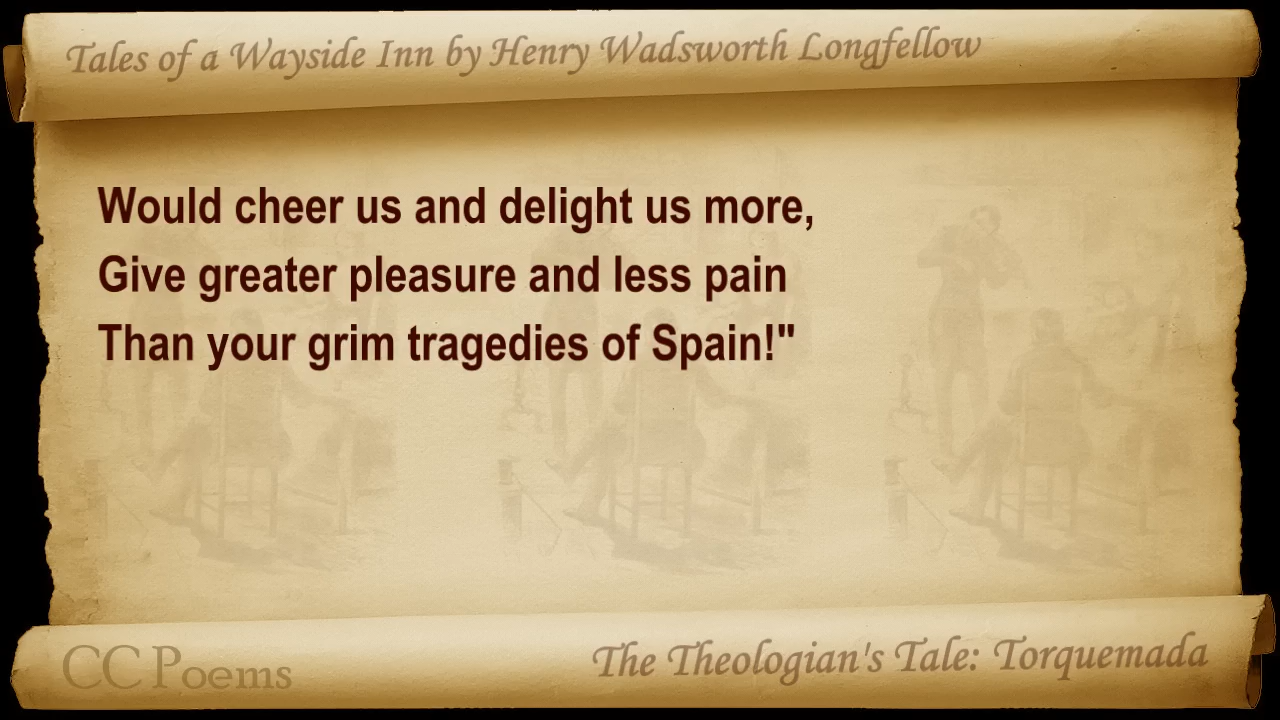 Tales of a Wayside Inn by Henry Wadsworth Longfellow
Would cheer us and delight us more,
Give greater pleasure and less pain
Than your grim tragedies of Spain!"
CC Poems
The Theologian's Tale: Torquemada